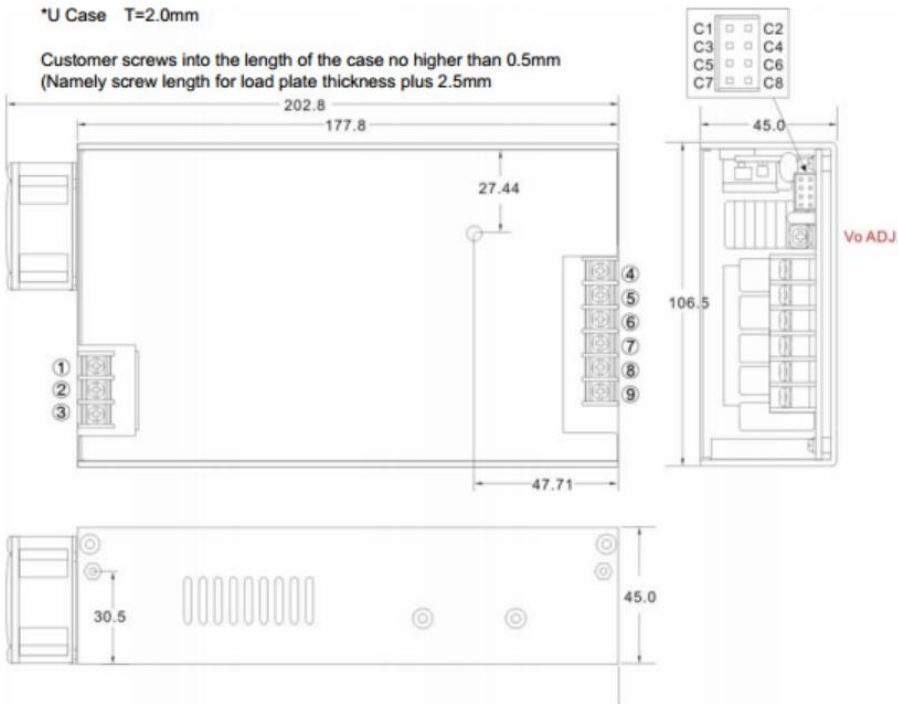 *U Case T=2.0mm
Customer screws into the length of the case no higher than 0.5mm
(Namely screw length for load plate thickness plus 2.5mm
C1 C2
C3 C4
C5 C6
C7 C8
202.8
177.8
45.0
27.44
Vo ADJ.
④
⑤
106.5
⑥
⑦
①
⑧
②
⑨
③
47.71
30.5
45.0